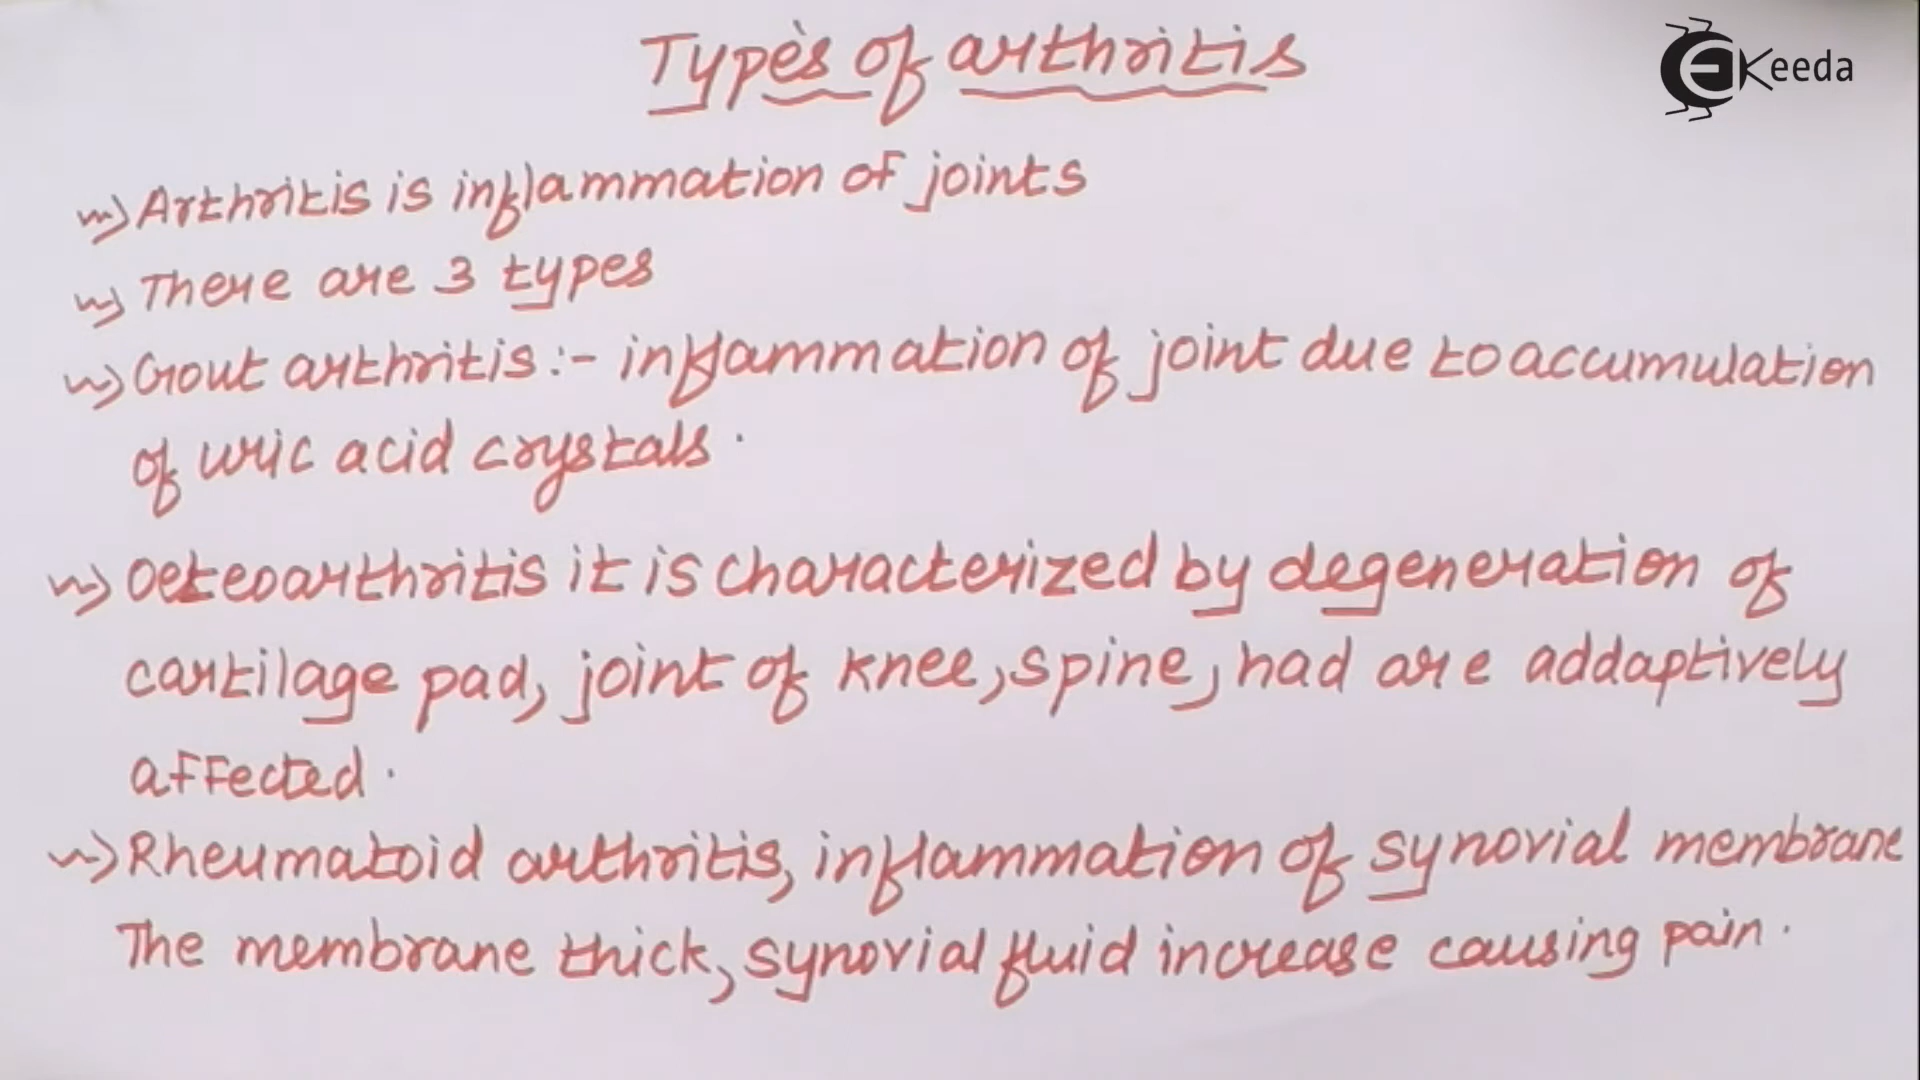 Types of arthritis
EKeeda
Arthritis is inflammation of joints
There are 3 types
Gout arthritis :- inflammation of joint due to accumulation
of uric acid crystals.
Oesteoarthritis it is characterized by degeneration of
cartilage pad, joint of knee, spine, had are addaptively
affected.
Rheumatoid arthritis, inflammation of synovial membrane
The membrane thick, synovial fluid increase causing pain.